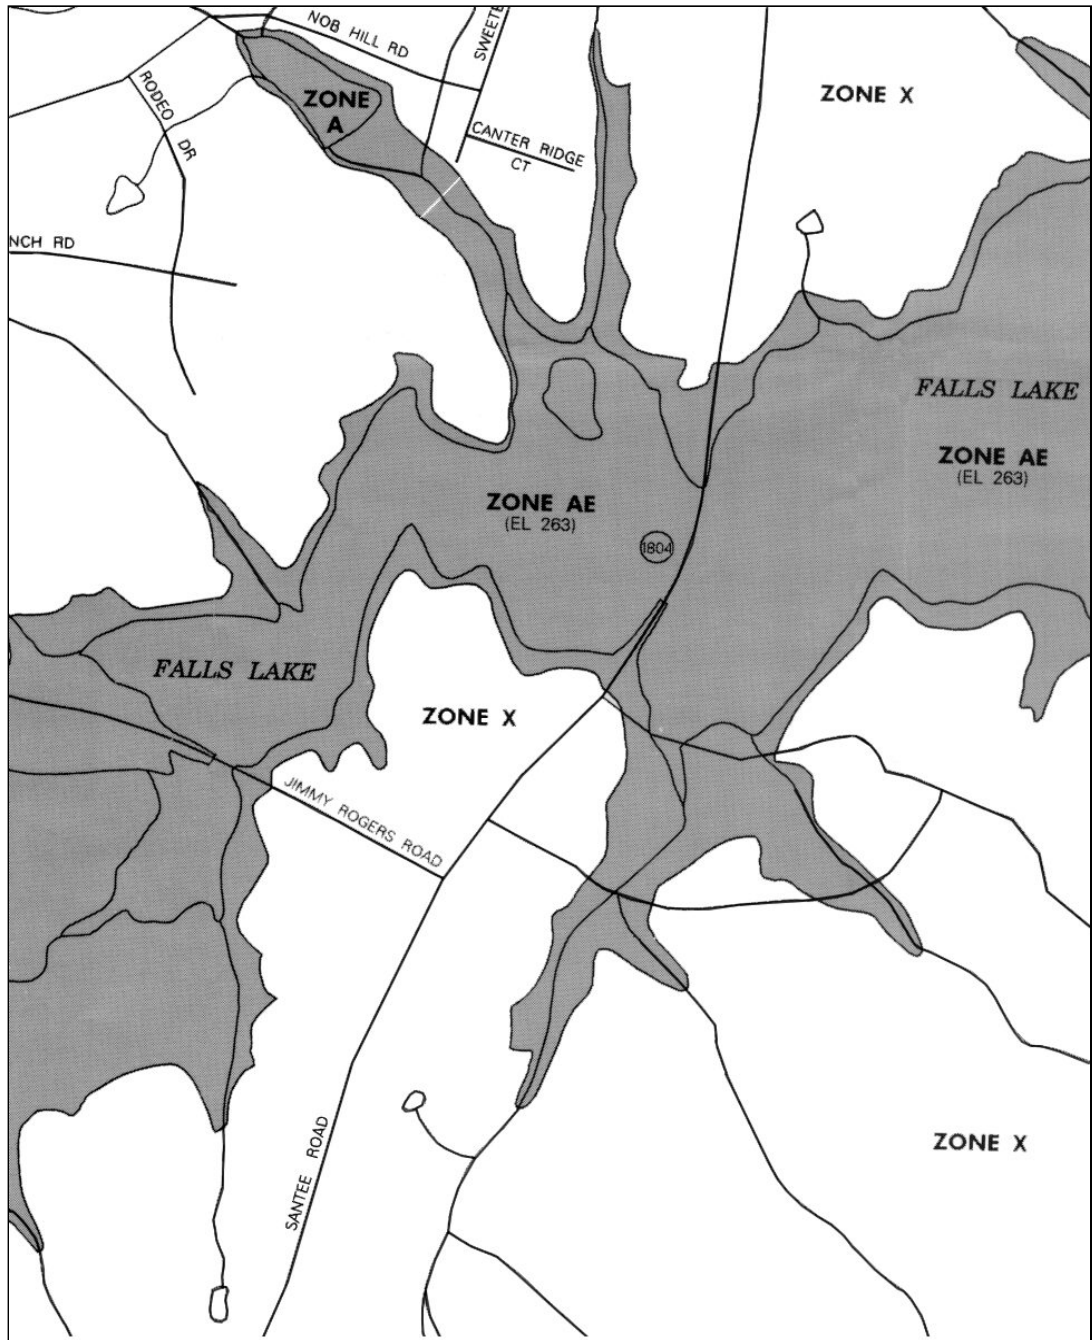 NOB HILL RD
SWEETE
ZONE
A
ZONE X
RODEO DR
CANTER RIDGE
CT
NCH RD
FALLS LAKE
ZONE AE
(EL 263)
ZONE AE
(EL 263)
1804
FALLS LAKE
ZONE X
JIMMY ROGERS ROAD
SANTEE ROAD
ZONE X